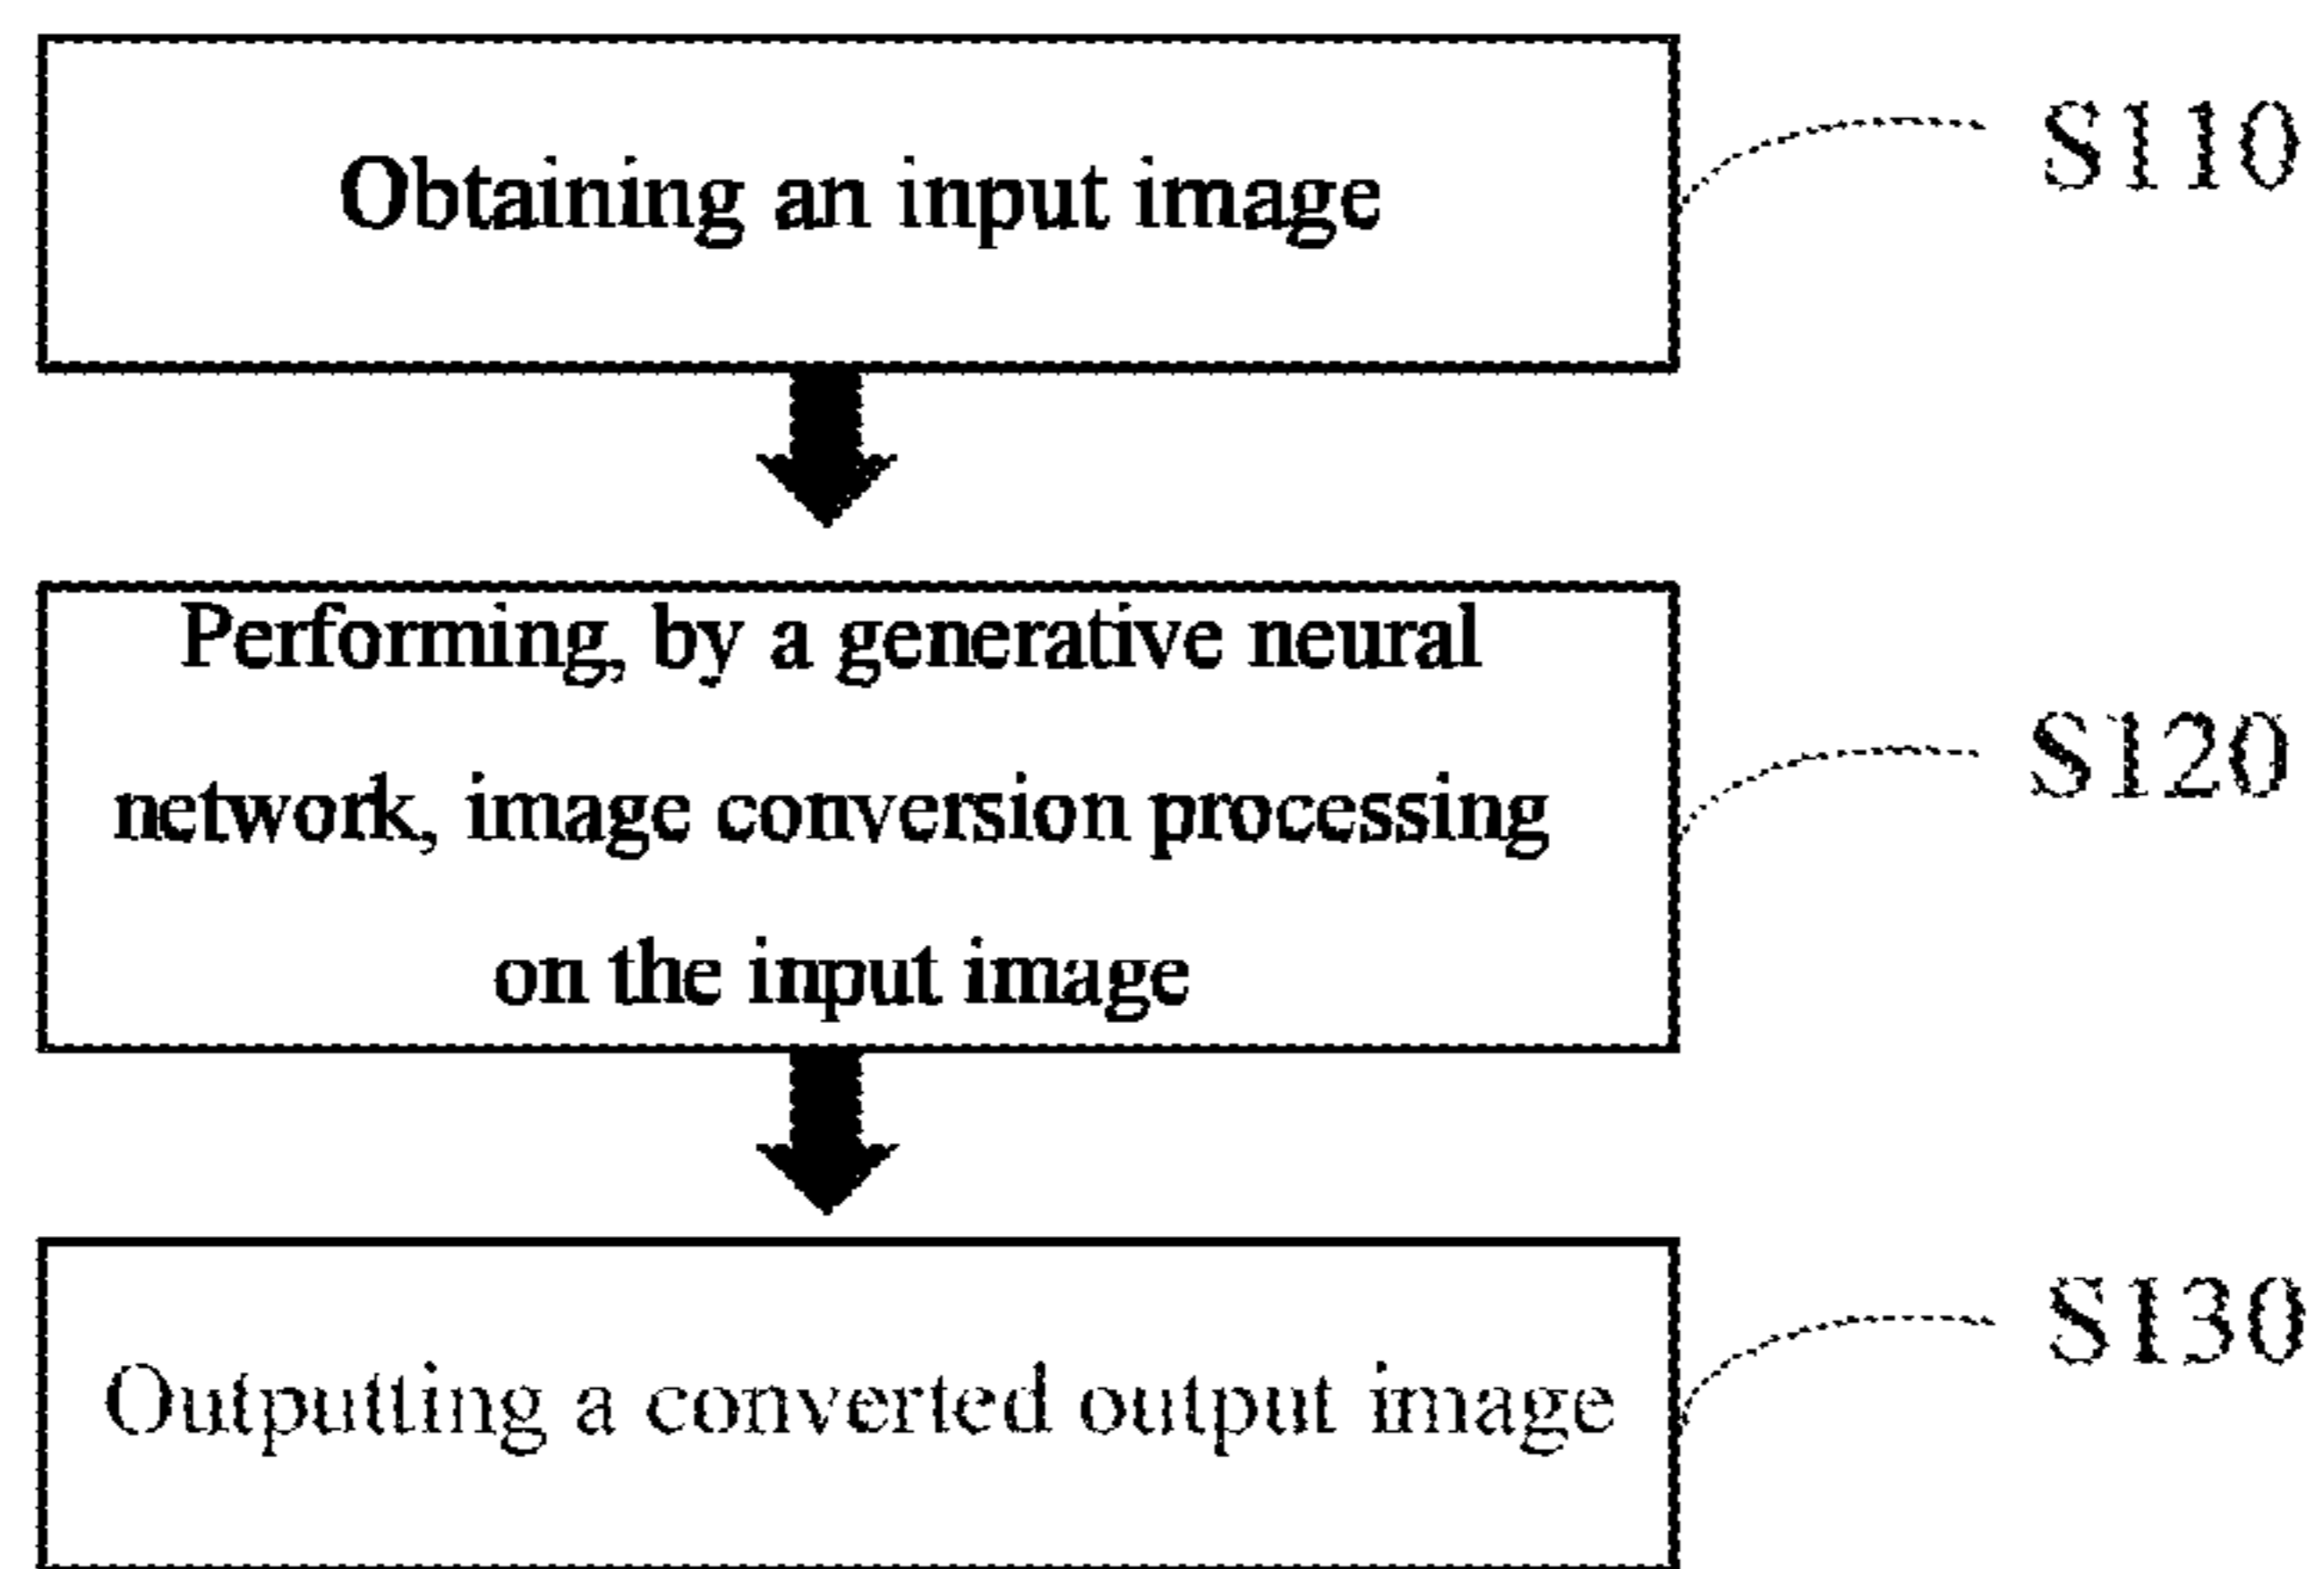 Obtaining an input image
S110
Performing, by a generative neural
network, image conversion processing
on the input image
S120
Outputting a converted output image
S130